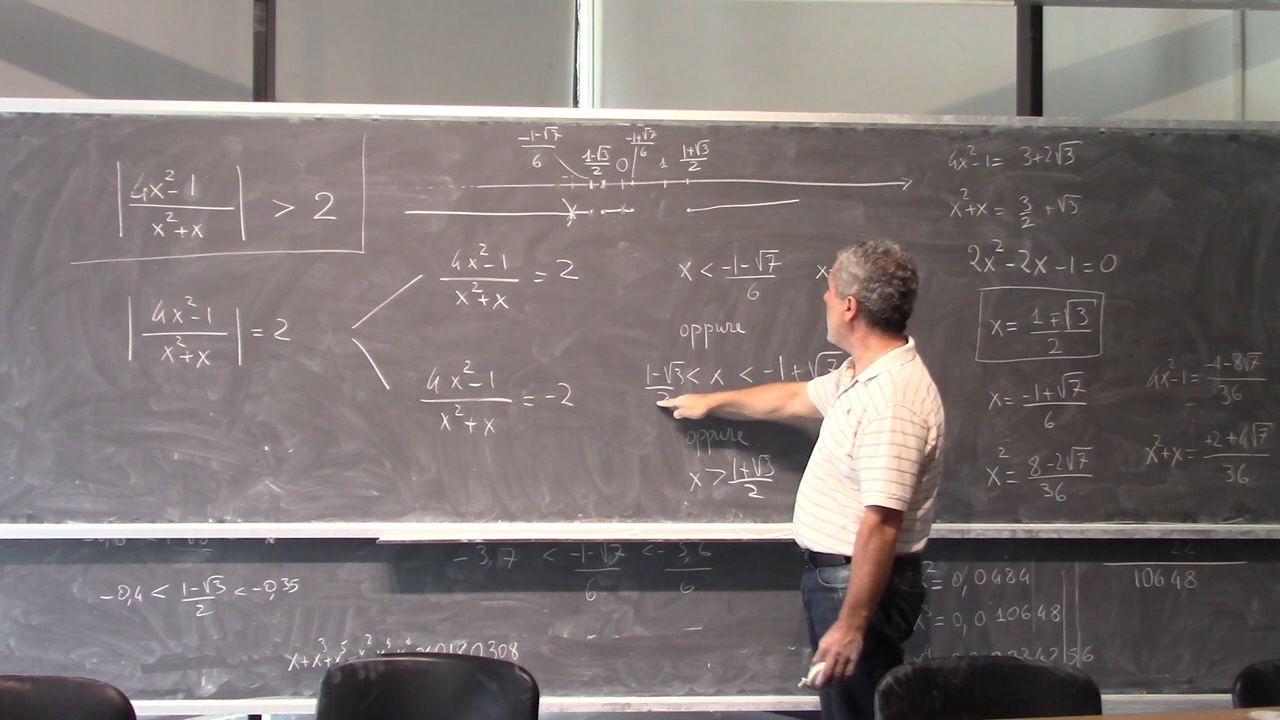 |(4x²-1)/(x²+x)| > 2
|(4x²-1)/(x²+x)| = 2
(4x²-1)/(x²+x) = 2
(4x²-1)/(x²+x) = -2
(-1-√7)/6 (1-√3)/2 0 (-1+√7)/6 1 (1+√3)/2
x < (-1-√7)/6 x
oppure
(1-√3)/2 < x < -1+√7
oppure
x > (1+√3)/2
4x²-1 = 3+2√3
x²+x = 3/2 + √3
2x²-2x-1=0
x = (1+√3)/2
x = (-1+√7)/6
x² = (8-2√7)/36
4x²-1 = (-4-8√7)/36
x²+x = (+2+4√7)/36
-0,4 < (1-√3)/2 < -0,35
-3,7 < (-1-√7)/6 < -3,6/6
= 0,0484
= 0,010648
10648